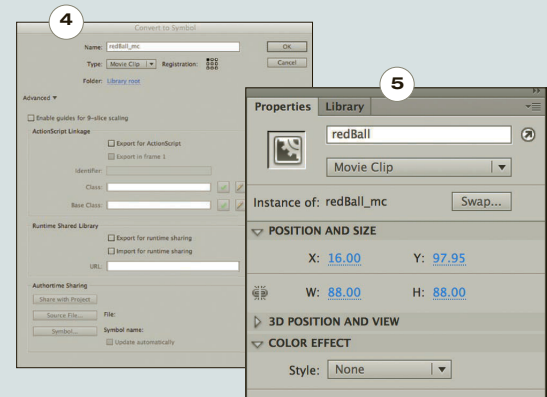 4
Convert to Symbol
Name: redBall_mc OK
Type: Movie Clip Registration: Cancel
Folder: Library root
Advanced
Enable guides for 9-slice scaling
ActionScript Linkage
Export for ActionScript
Export in frame 1
Identifier:
Class:
Base Class:
Runtime Shared Library
Export for runtime sharing
Import for runtime sharing
URL:
Authortime Sharing
Share with Project
Source File... File:
Symbol... Symbol name:
Update automatically
5
Properties Library
redBall
Movie Clip
Instance of: redBall_mc Swap...
POSITION AND SIZE
X: 16.00 Y: 97.95
W: 88.00 H: 88.00
3D POSITION AND VIEW
COLOR EFFECT
Style: None